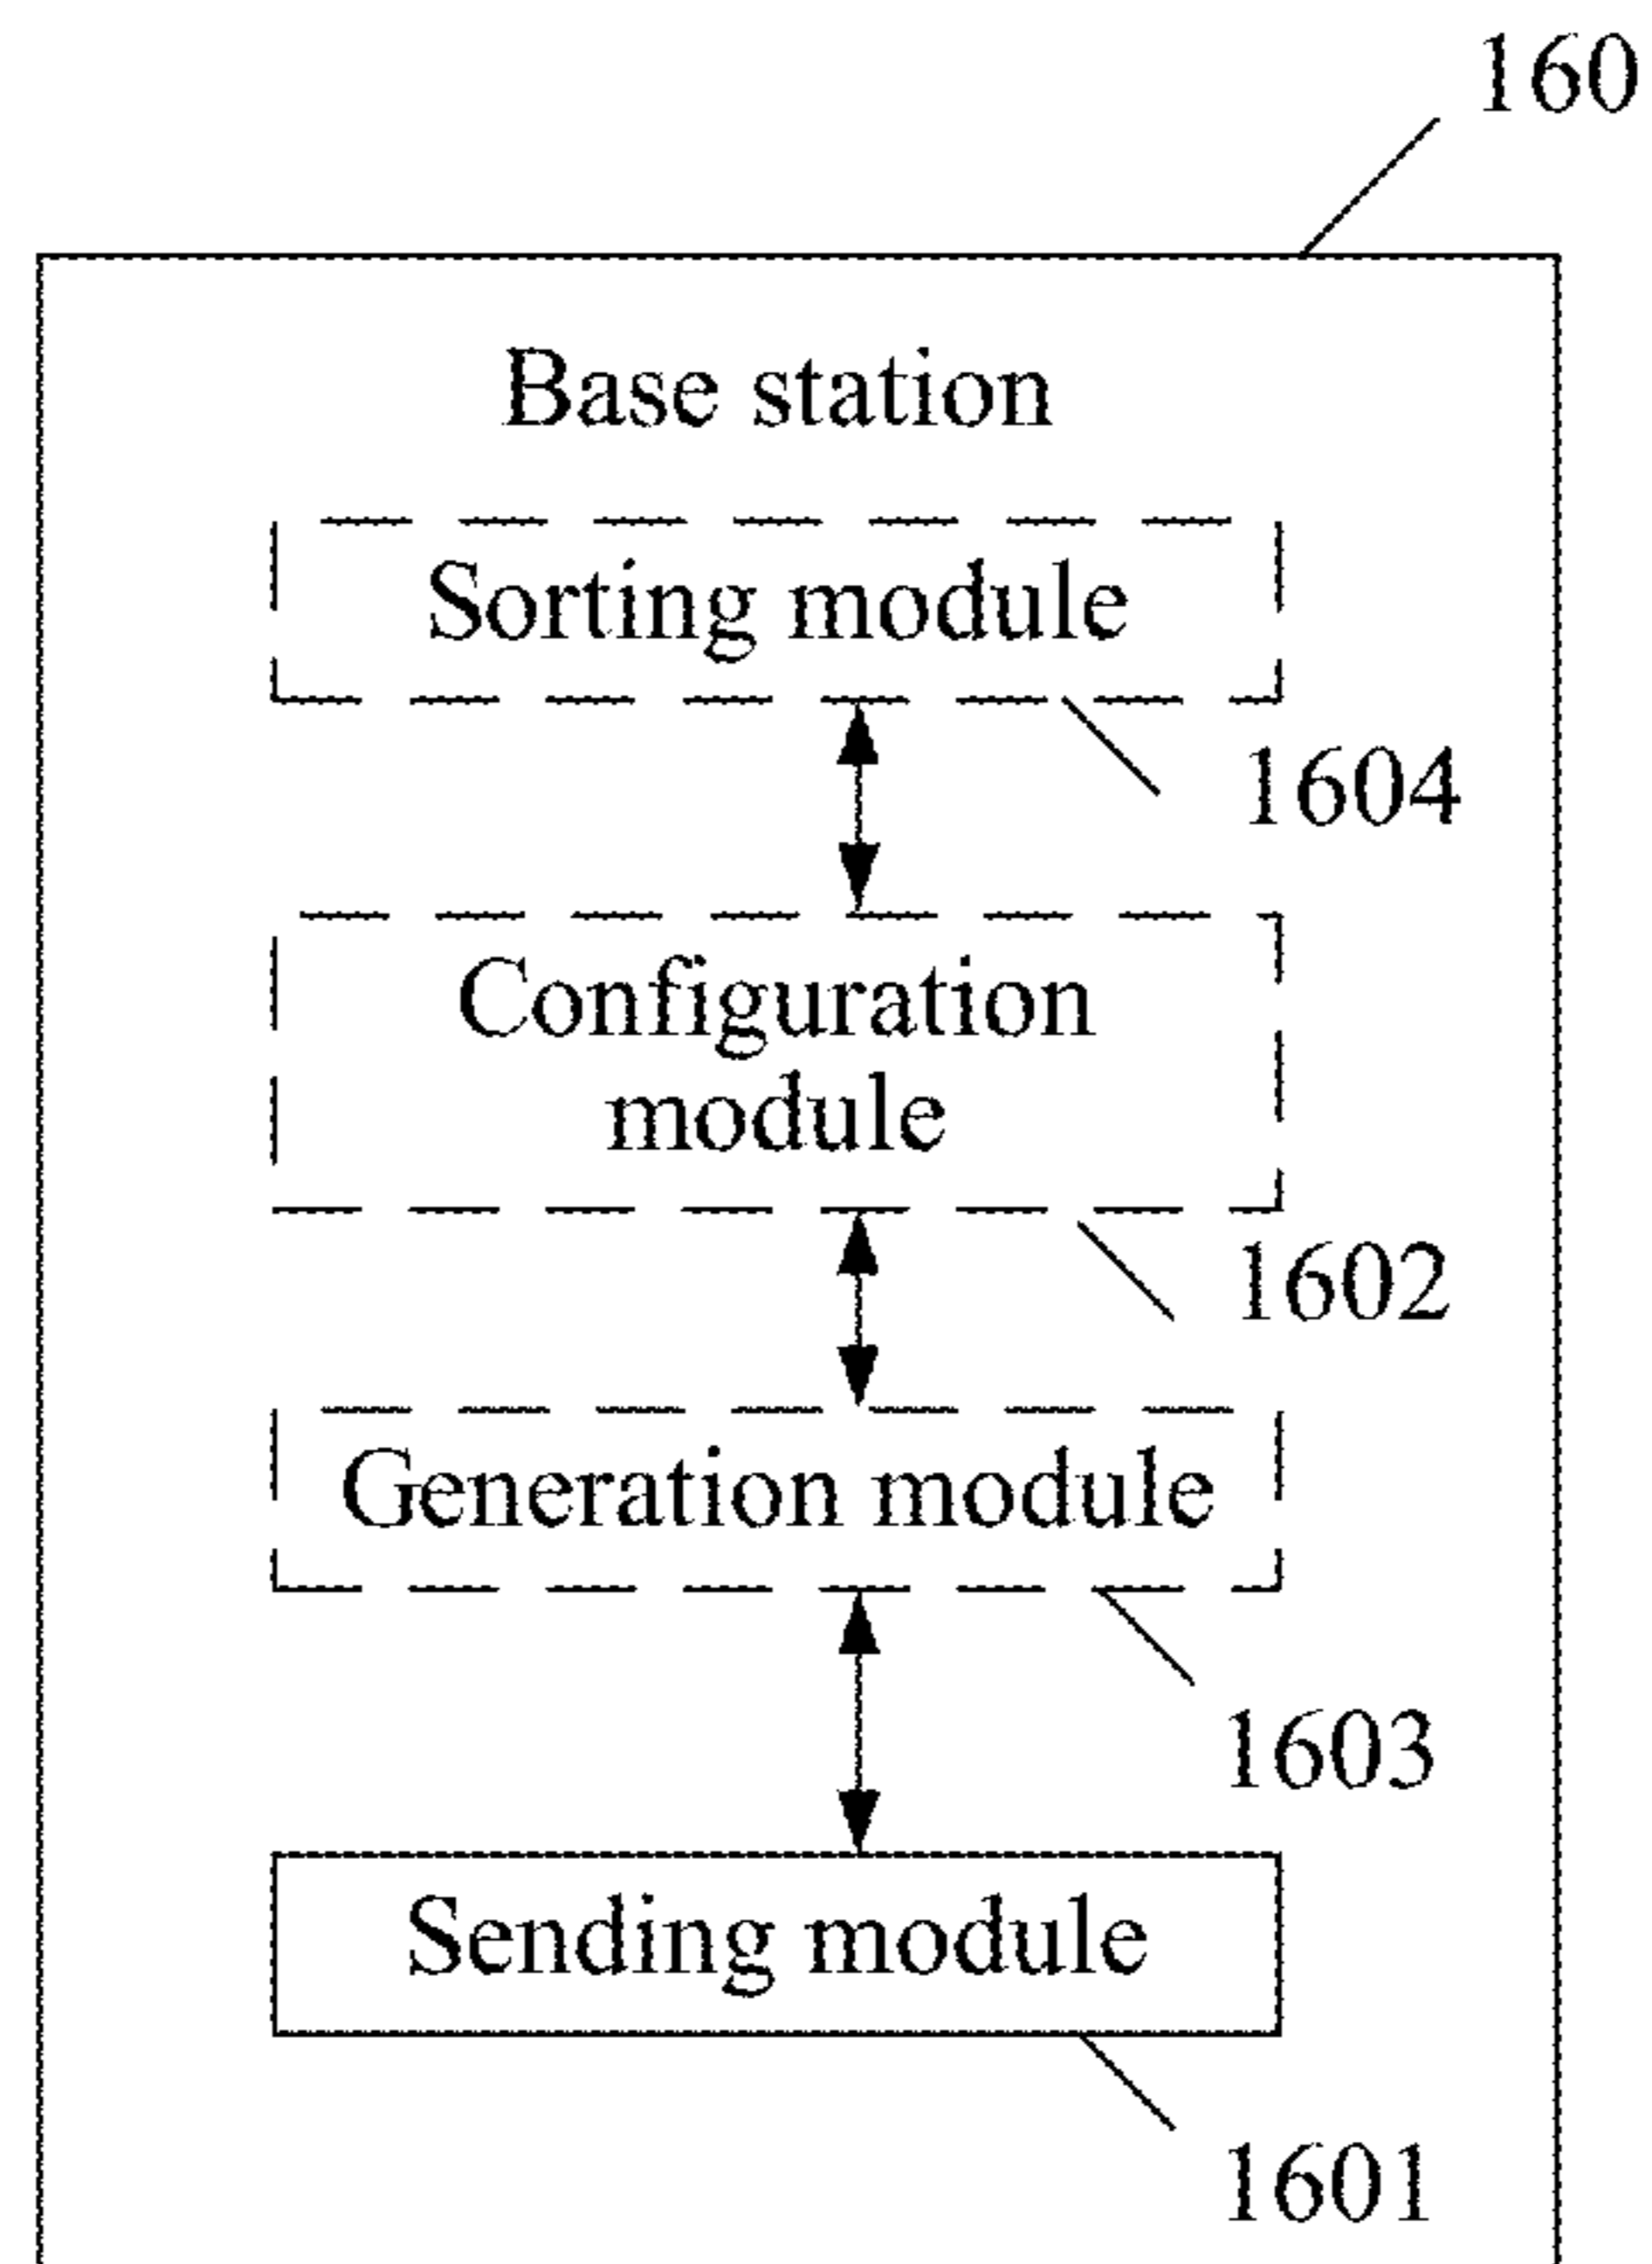 160
Base station
Sorting module
1604
Configuration
module
1602
Generation module
1603
Sending module
1601